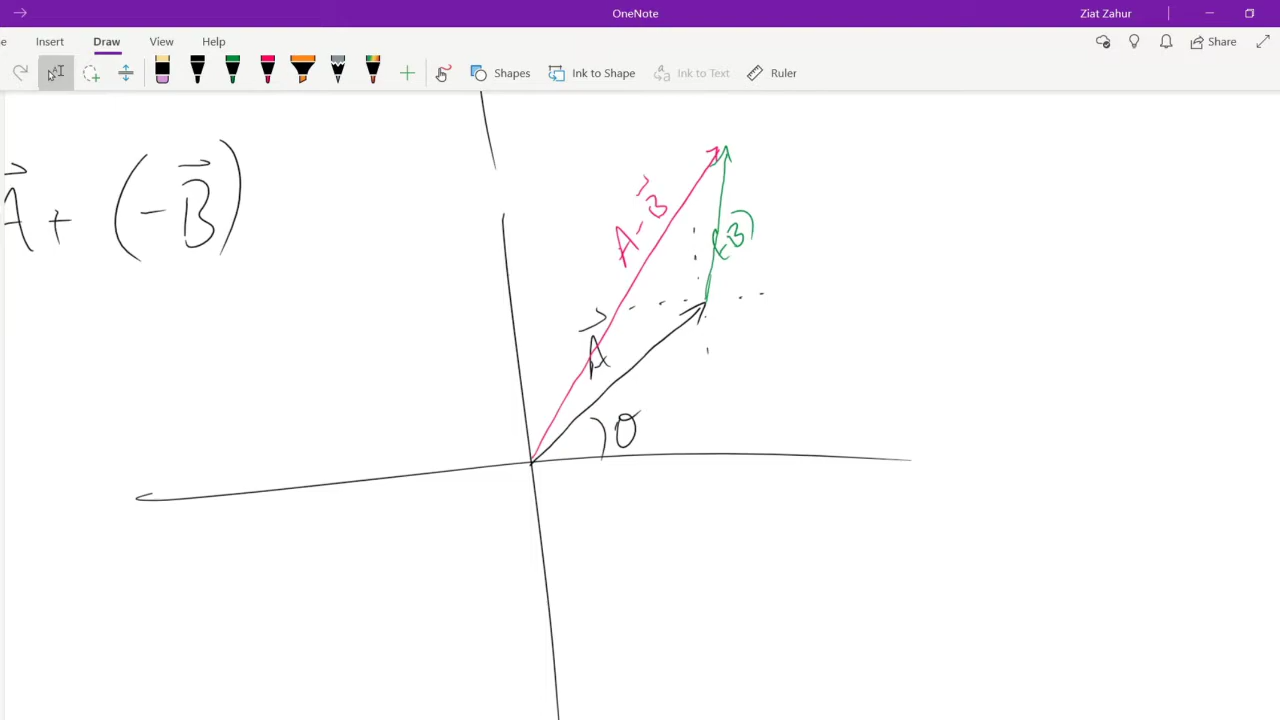 OneNote
Ziat Zahur
e Insert Draw View Help Share
Shapes Ink to Shape Ink to Text Ruler
A⃗ + (-B⃗)
A-B⃗
(-B)
A⃗
θ